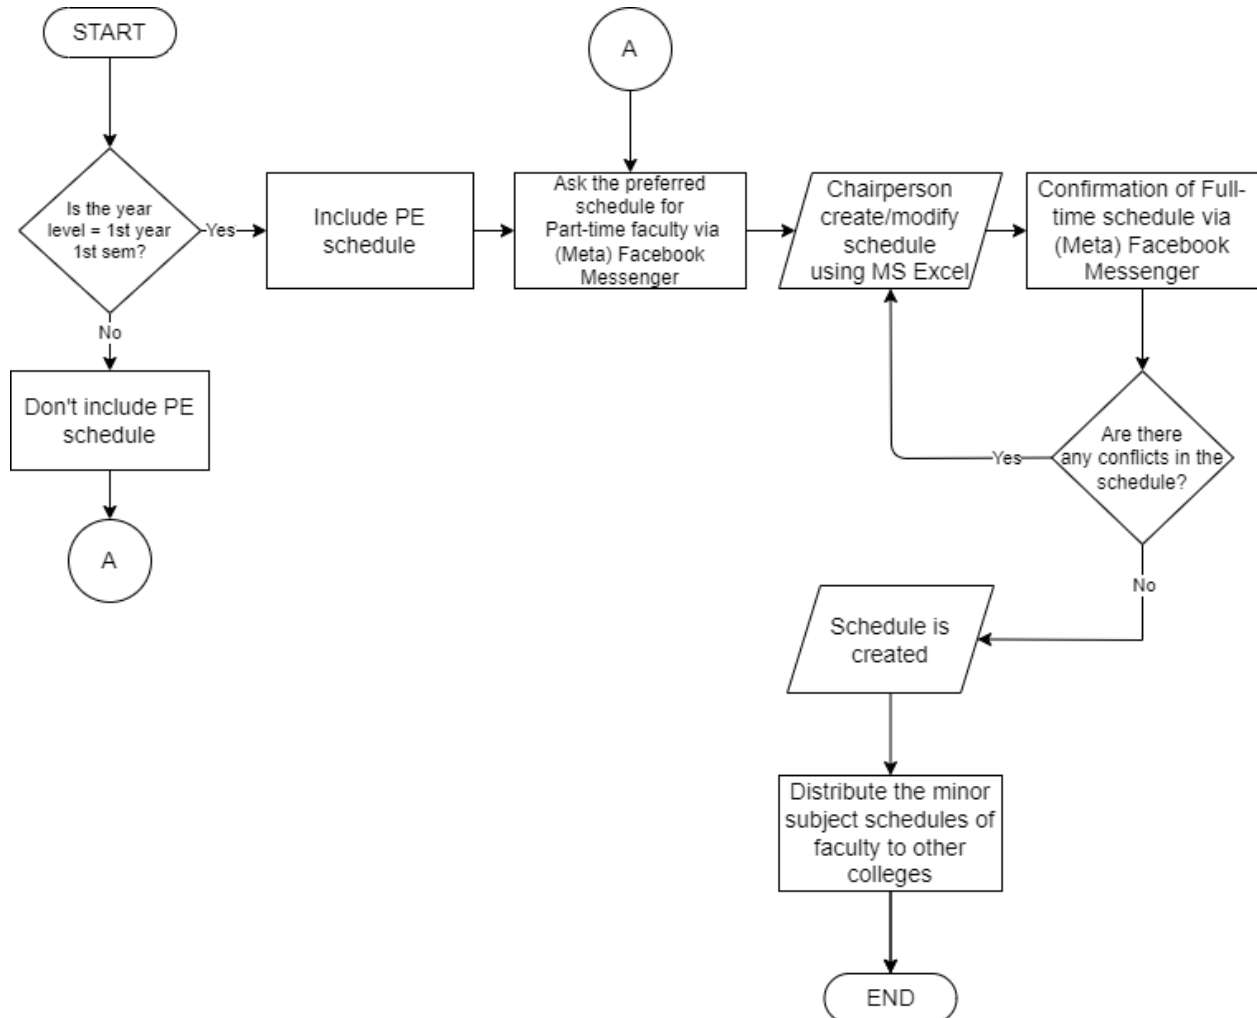 START
A
Is the year
level = 1st year
1st sem?
Yes
Include PE
schedule
Ask the preferred
schedule for
Part-time faculty via
(Meta) Facebook
Messenger
Chairperson
create/modify
schedule
using MS Excel
Confirmation of Full-
time schedule via
(Meta) Facebook
Messenger
No
Don't include PE
schedule
A
Are there
any conflicts in the
schedule?
Yes
No
Schedule is
created
Distribute the minor
subject schedules of
faculty to other
colleges
END